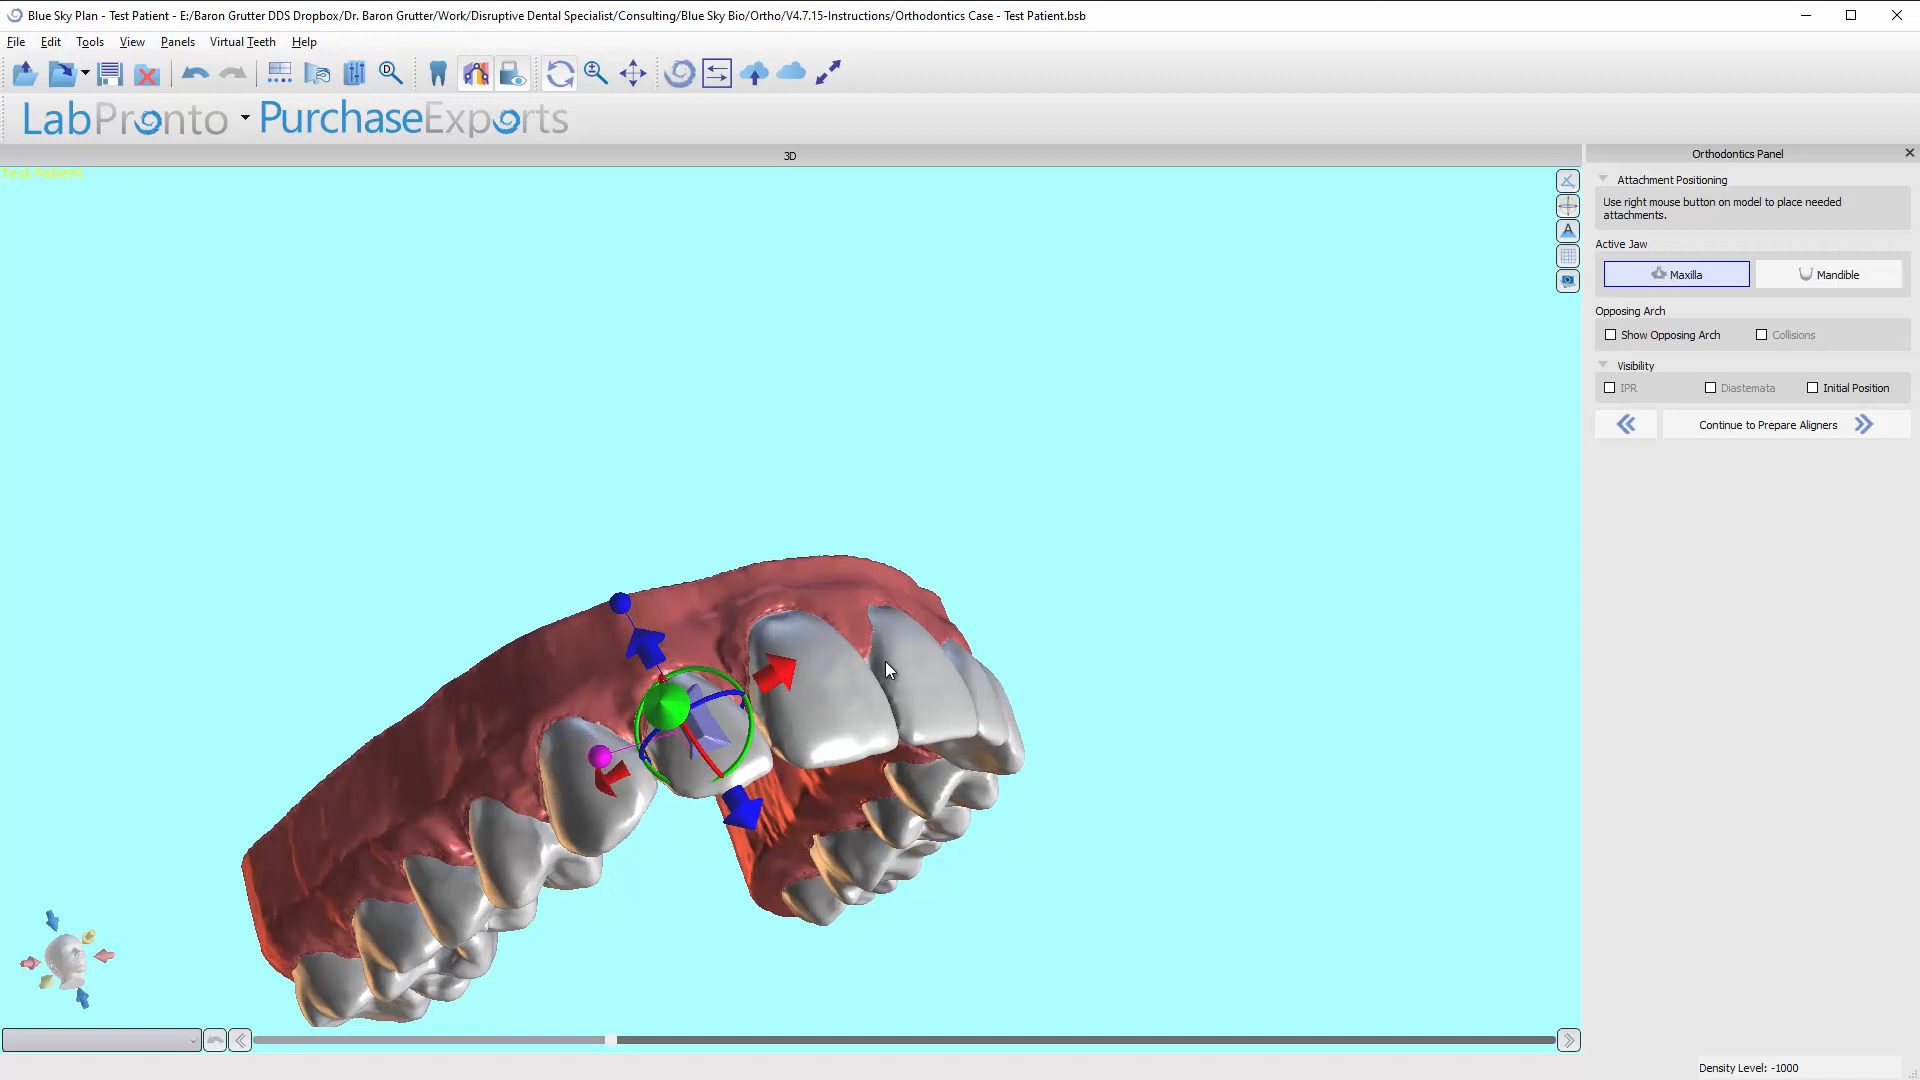 Blue Sky Plan - Test Patient - E:/Baron Grutter DDS Dropbox/Dr. Baron Grutter/Work/Disruptive Dental Specialist/Consulting/Blue Sky Bio/Ortho/V4.7.15-Instructions/Orthodontics Case - Test Patient.bsb
File Edit Tools View Panels Virtual Teeth Help
LabPronto PurchaseExports
3D
Orthodontics Panel
Test Patient
Attachment Positioning
Use right mouse button on model to place needed
attachments.
Active Jaw
Maxilla Mandible
Opposing Arch
Show Opposing Arch Collisions
Visibility
IPR Diastemata Initial Position
Continue to Prepare Aligners
Density Level: -1000